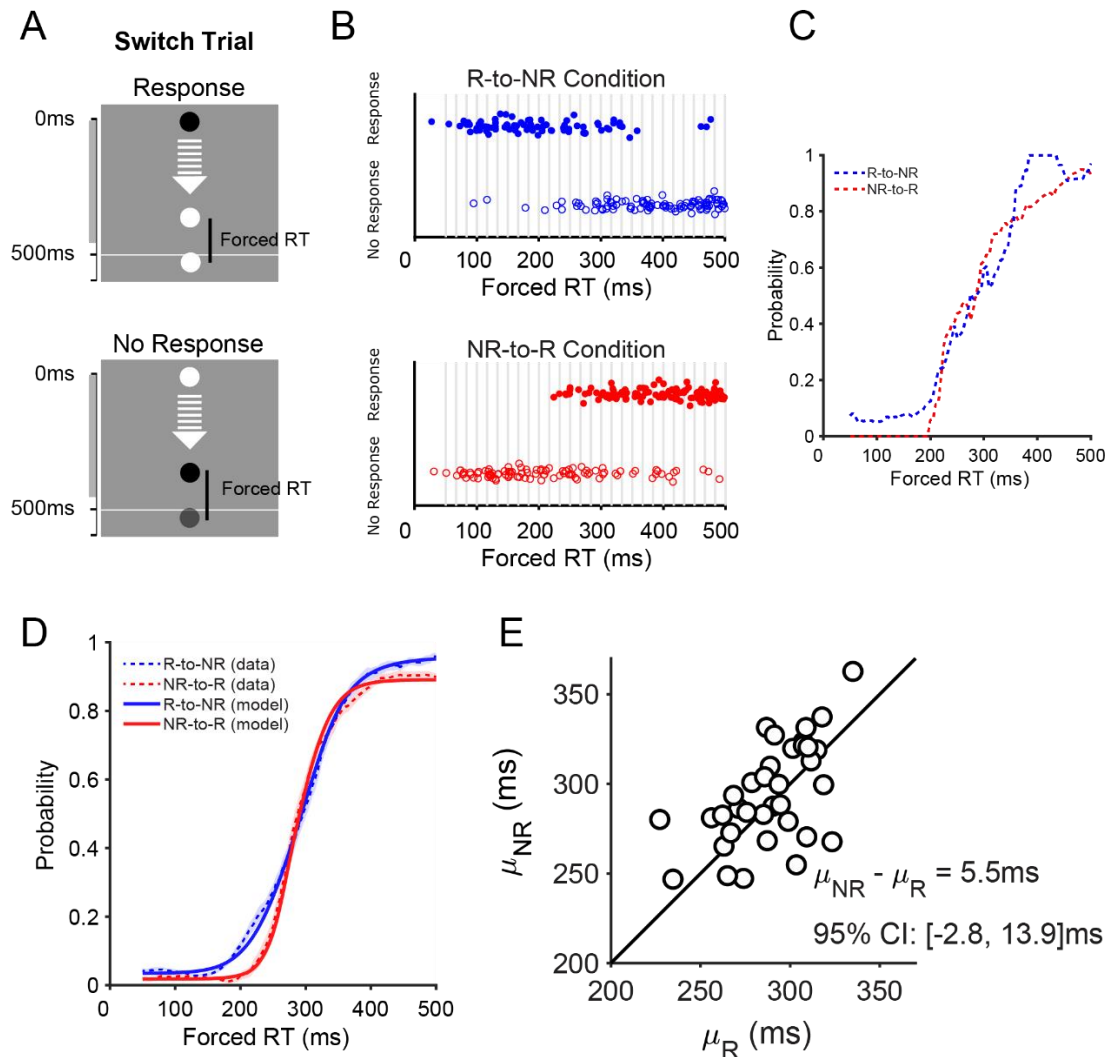 A
Switch Trial
Response
0ms
500ms
Forced RT
No Response
0ms
500ms
Forced RT
B
R-to-NR Condition
Response
No Response
0 100 200 300 400 500
Forced RT (ms)
NR-to-R Condition
Response
No Response
0 100 200 300 400 500
Forced RT (ms)
C
1
0.8
0.6
0.4
0.2
0
Probability
R-to-NR
NR-to-R
0 100 200 300 400 500
Forced RT (ms)
D
1
0.8
0.6
0.4
0.2
0
Probability
R-to-NR (data)
NR-to-R (data)
R-to-NR (model)
NR-to-R (model)
0 100 200 300 400 500
Forced RT (ms)
E
350
300
250
200
μNR (ms)
μNR - μR = 5.5ms
95% CI: [-2.8, 13.9]ms
200 250 300 350
μR (ms)